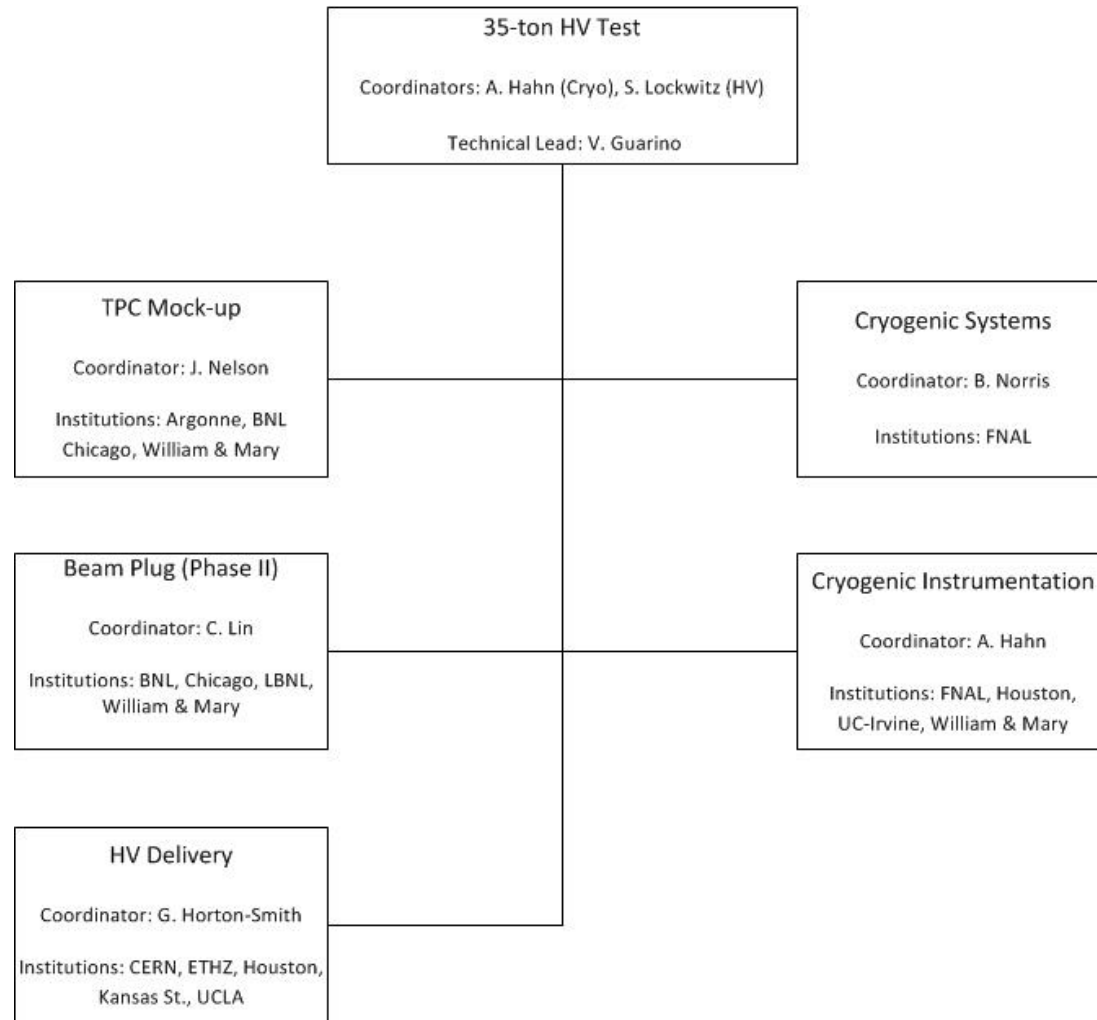 35-ton HV Test
Coordinators: A. Hahn (Cryo), S. Lockwitz (HV)
Technical Lead: V. Guarino
TPC Mock-up
Coordinator: J. Nelson
Institutions: Argonne, BNL
Chicago, William & Mary
Cryogenic Systems
Coordinator: B. Norris
Institutions: FNAL
Beam Plug (Phase II)
Coordinator: C. Lin
Institutions: BNL, Chicago, LBNL,
William & Mary
Cryogenic Instrumentation
Coordinator: A. Hahn
Institutions: FNAL, Houston,
UC-Irvine, William & Mary
HV Delivery
Coordinator: G. Horton-Smith
Institutions: CERN, ETHZ, Houston,
Kansas St., UCLA